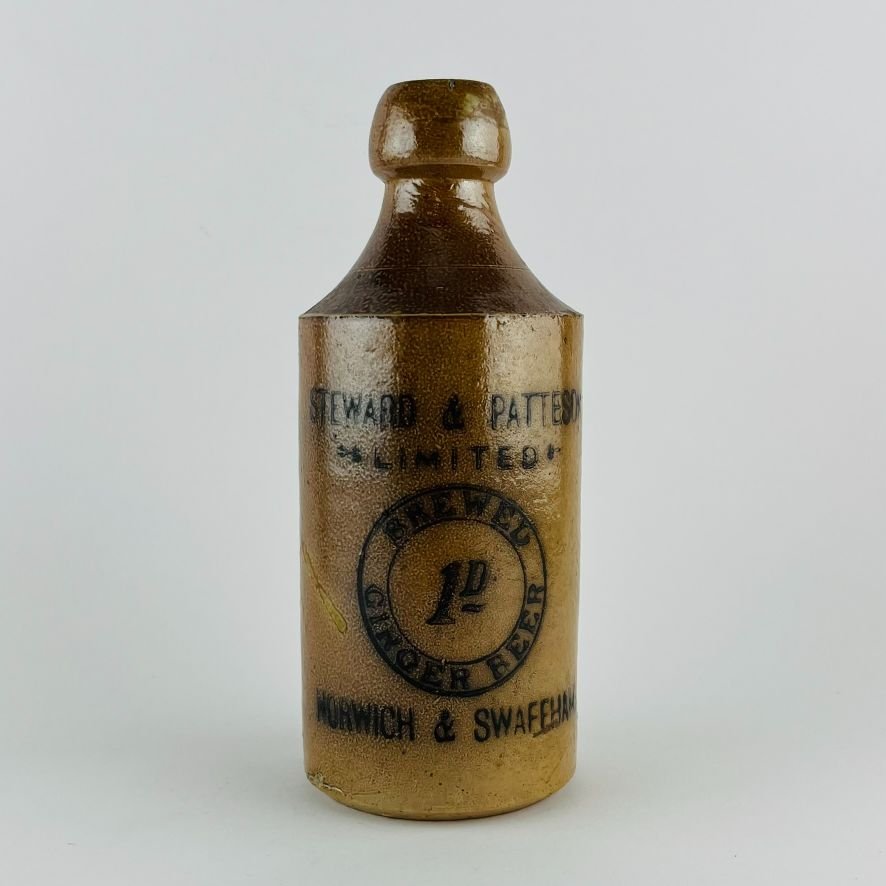 STEWARD & PATTESON
LIMITED
BREWED
1D
GINGER BEER
NORWICH & SWAFFHAM